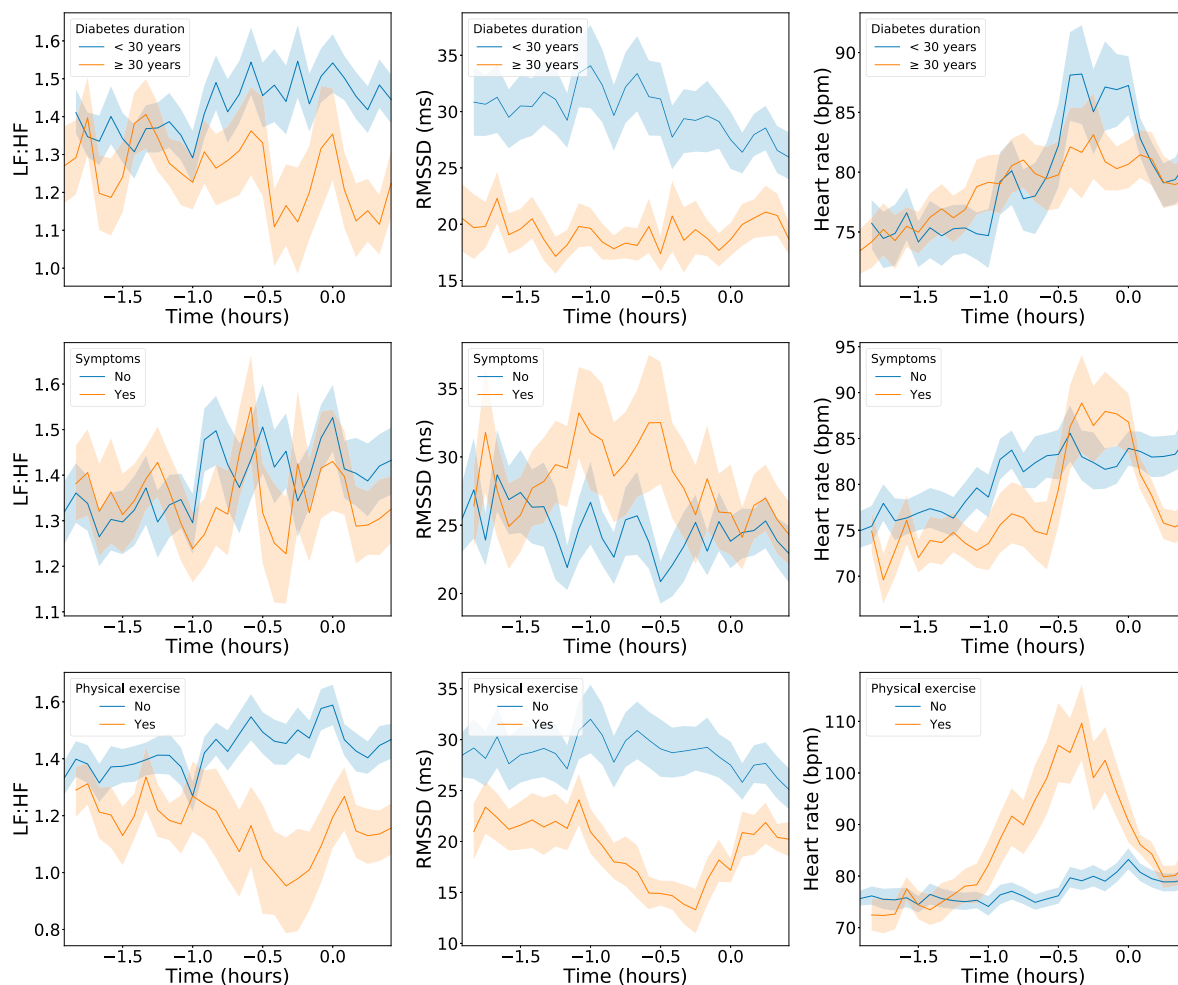 Diabetes duration
< 30 years
≥ 30 years
LF:HF
1.6
1.5
1.4
1.3
1.2
1.1
1.0
−1.5 −1.0 −0.5 0.0
Time (hours)
Diabetes duration
< 30 years
≥ 30 years
RMSSD (ms)
35
30
25
20
15
−1.5 −1.0 −0.5 0.0
Time (hours)
Diabetes duration
< 30 years
≥ 30 years
Heart rate (bpm)
90
85
80
75
−1.5 −1.0 −0.5 0.0
Time (hours)
Symptoms
No
Yes
LF:HF
1.6
1.5
1.4
1.3
1.2
1.1
−1.5 −1.0 −0.5 0.0
Time (hours)
Symptoms
No
Yes
RMSSD (ms)
35
30
25
20
−1.5 −1.0 −0.5 0.0
Time (hours)
Symptoms
No
Yes
Heart rate (bpm)
95
90
85
80
75
70
−1.5 −1.0 −0.5 0.0
Time (hours)
Physical exercise
No
Yes
LF:HF
1.6
1.4
1.2
1.0
0.8
−1.5 −1.0 −0.5 0.0
Time (hours)
Physical exercise
No
Yes
RMSSD (ms)
35
30
25
20
15
10
−1.5 −1.0 −0.5 0.0
Time (hours)
Physical exercise
No
Yes
Heart rate (bpm)
110
100
90
80
70
−1.5 −1.0 −0.5 0.0
Time (hours)